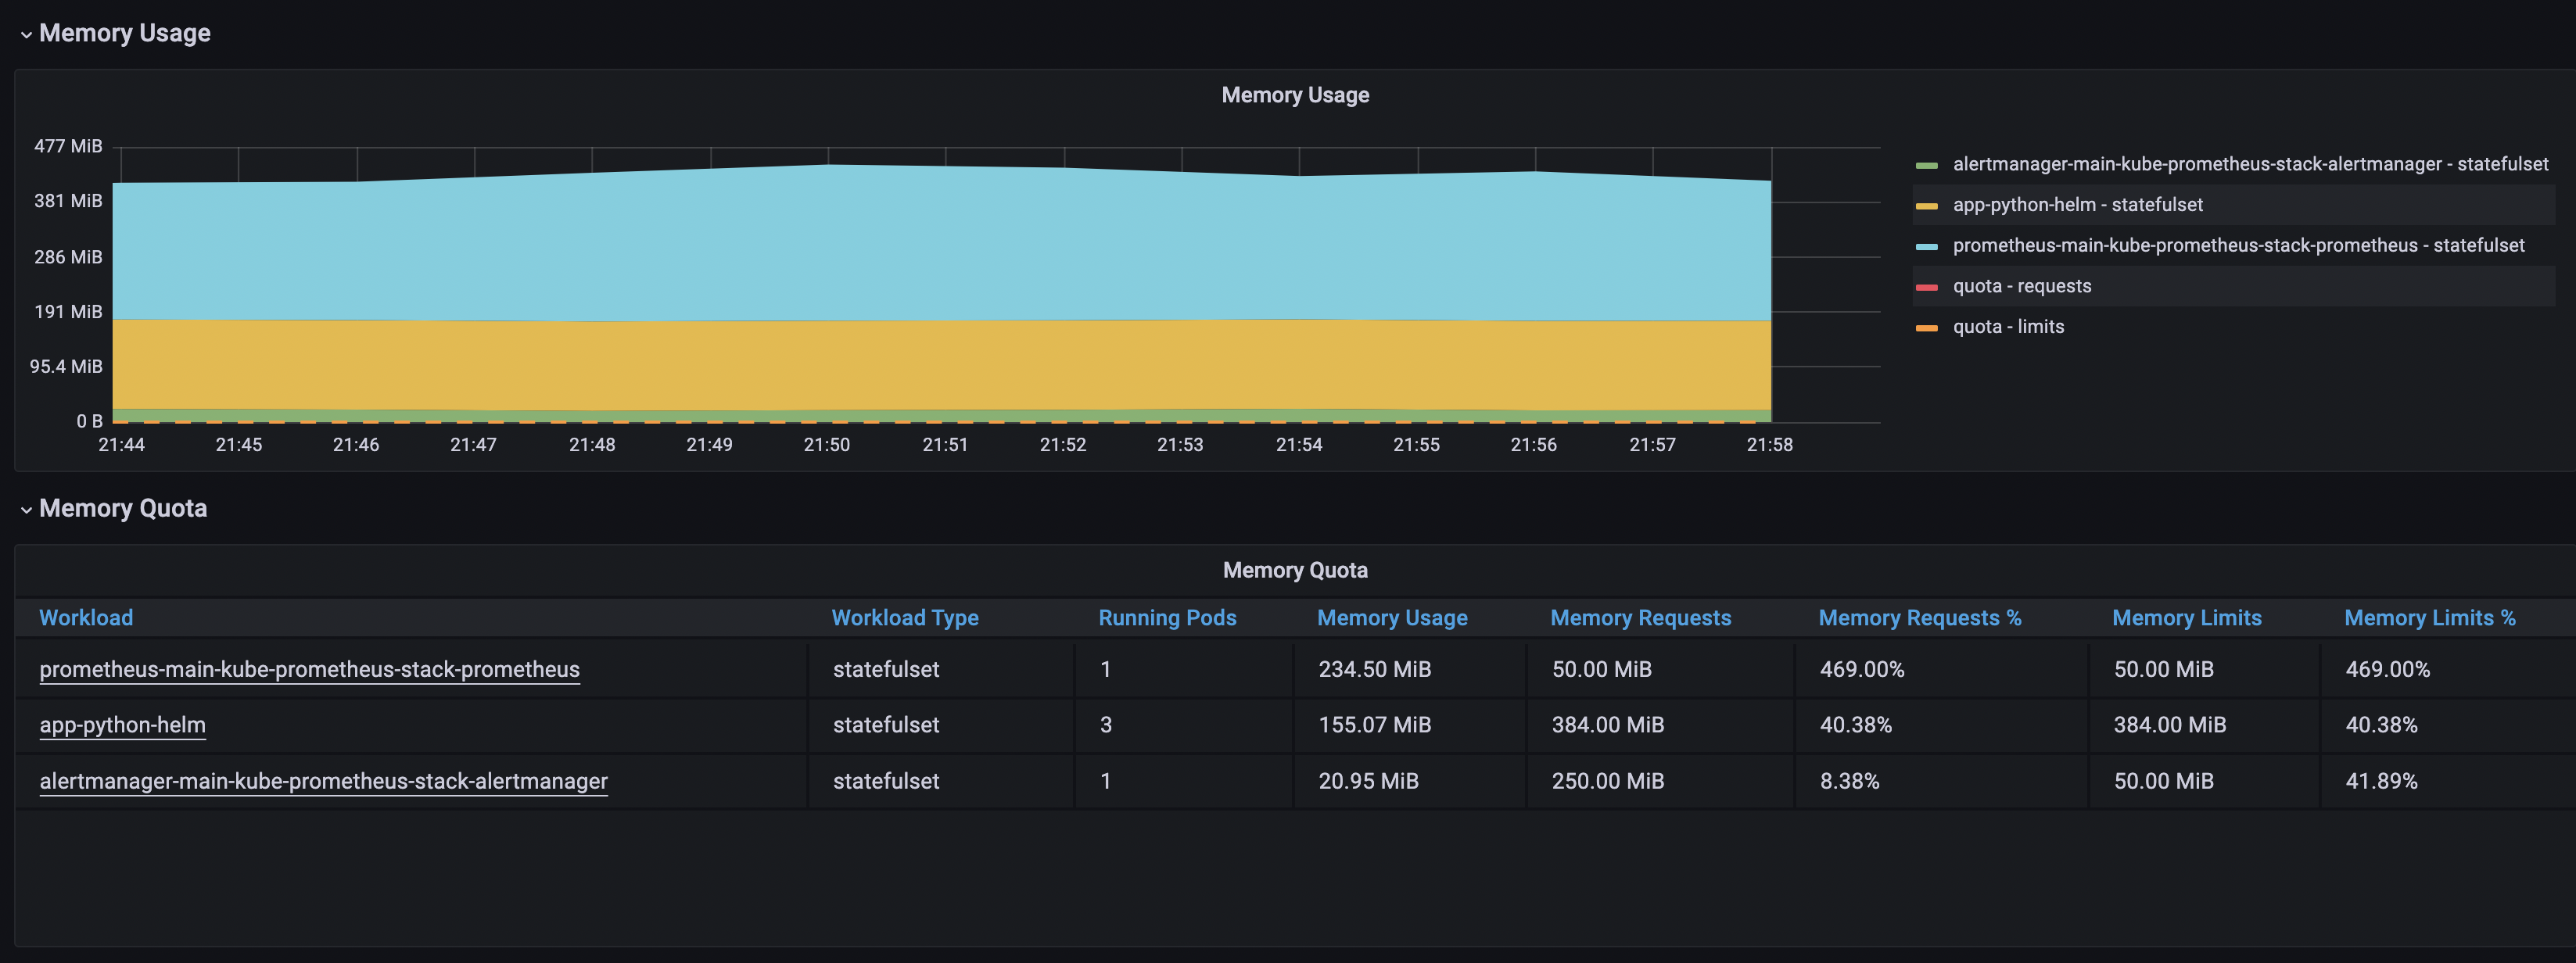 Memory Usage
Memory Usage
477 MiB
381 MiB
286 MiB
191 MiB
95.4 MiB
0 B
21:44 21:45 21:46 21:47 21:48 21:49 21:50 21:51 21:52 21:53 21:54 21:55 21:56 21:57 21:58
alertmanager-main-kube-prometheus-stack-alertmanager - statefulset
app-python-helm - statefulset
prometheus-main-kube-prometheus-stack-prometheus - statefulset
quota - requests
quota - limits
Memory Quota
Memory Quota
Workload Workload Type Running Pods Memory Usage Memory Requests Memory Requests % Memory Limits Memory Limits %
prometheus-main-kube-prometheus-stack-prometheus statefulset 1 234.50 MiB 50.00 MiB 469.00% 50.00 MiB 469.00%
app-python-helm statefulset 3 155.07 MiB 384.00 MiB 40.38% 384.00 MiB 40.38%
alertmanager-main-kube-prometheus-stack-alertmanager statefulset 1 20.95 MiB 250.00 MiB 8.38% 50.00 MiB 41.89%